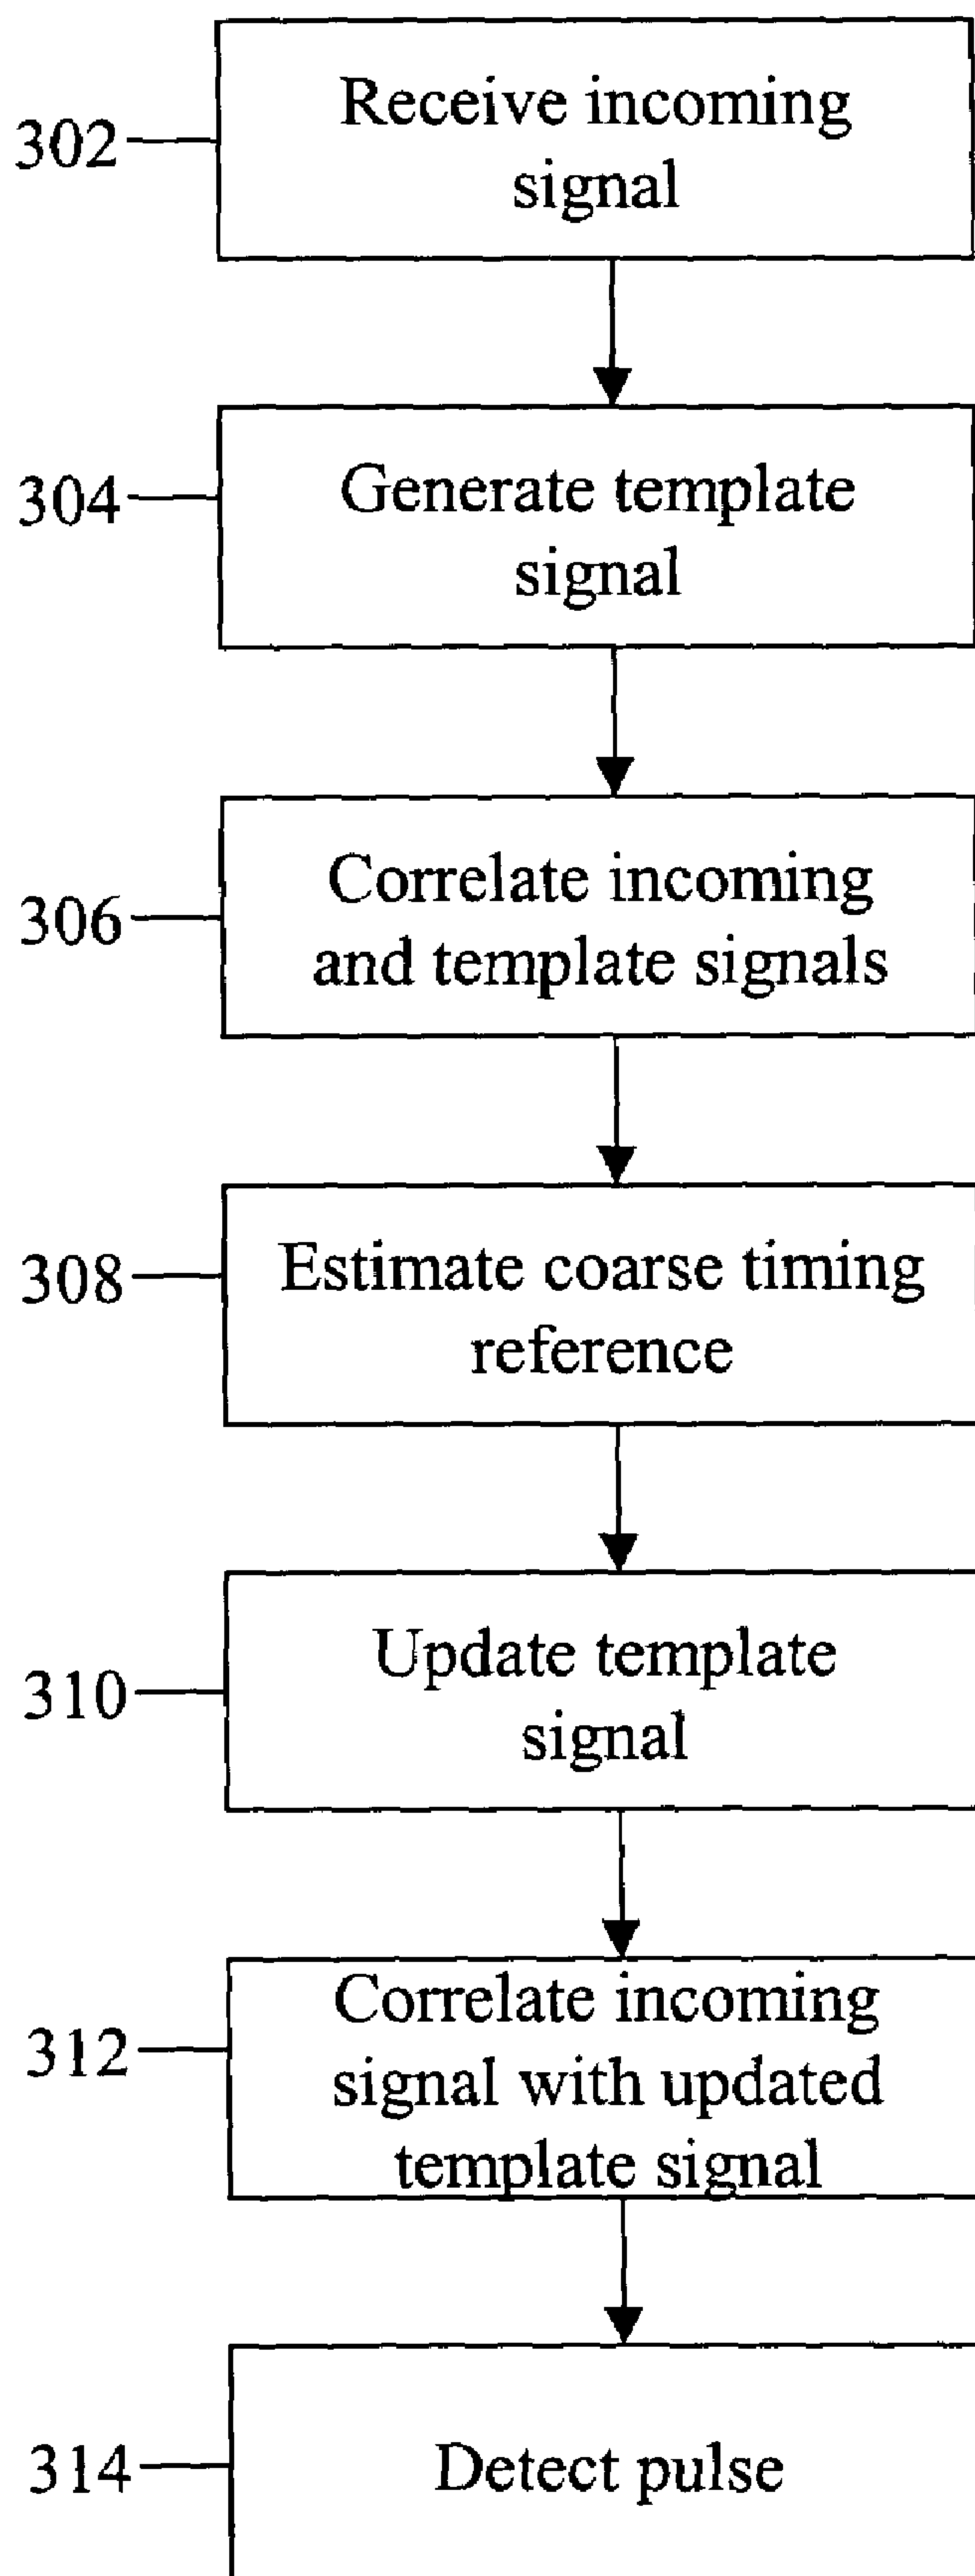 302
Receive incoming
signal
304
Generate template
signal
306
Correlate incoming
and template signals
308
Estimate coarse timing
reference
310
Update template
signal
312
Correlate incoming
signal with updated
template signal
314
Detect pulse